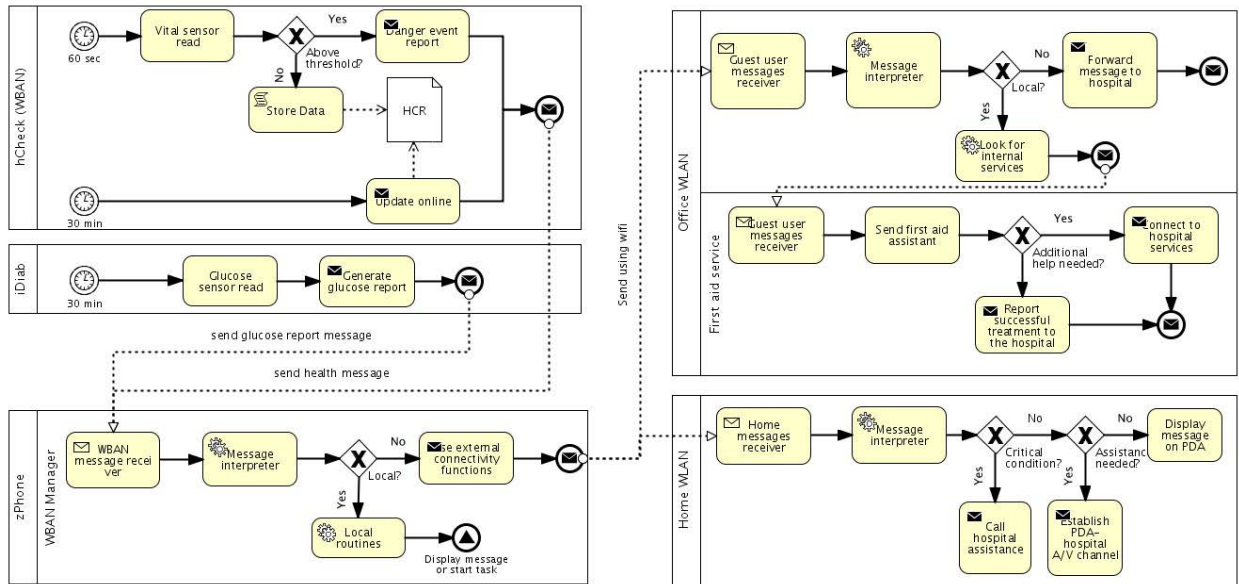 hCheck (WBAN)
60 sec
Vital sensor
read
Yes
Above
threshold?
No
Danger event
report
Store Data
HCR
30 min
Update online
iDiab
30 min
Glucose
sensor read
Generate
glucose report
send glucose report message
send health message
Send using wifi
zPhone
WBAN Manager
WBAN
message recei
ver
Message
interpreter
Local?
No
Yes
se external
connectivity
functions
Local
routines
Display message
or start task
Office WLAN
Guest user
messages
receiver
Message
interpreter
Local?
No
Yes
Forward
message to
hospital
Look for
internal
services
First aid service
Guest user
messages
receiver
Send first aid
assistant
Yes
Additional
help needed?
Connect to
hospital
services
Report
successful
treatment to
the hospital
Home WLAN
Home
messages
receiver
Message
interpreter
No
Critical
condition?
Yes
No
Assistanc
needed?
Yes
Display
message
on PDA
Call
hospital
assistance
Establish
PDA-
hospital
A/V channel